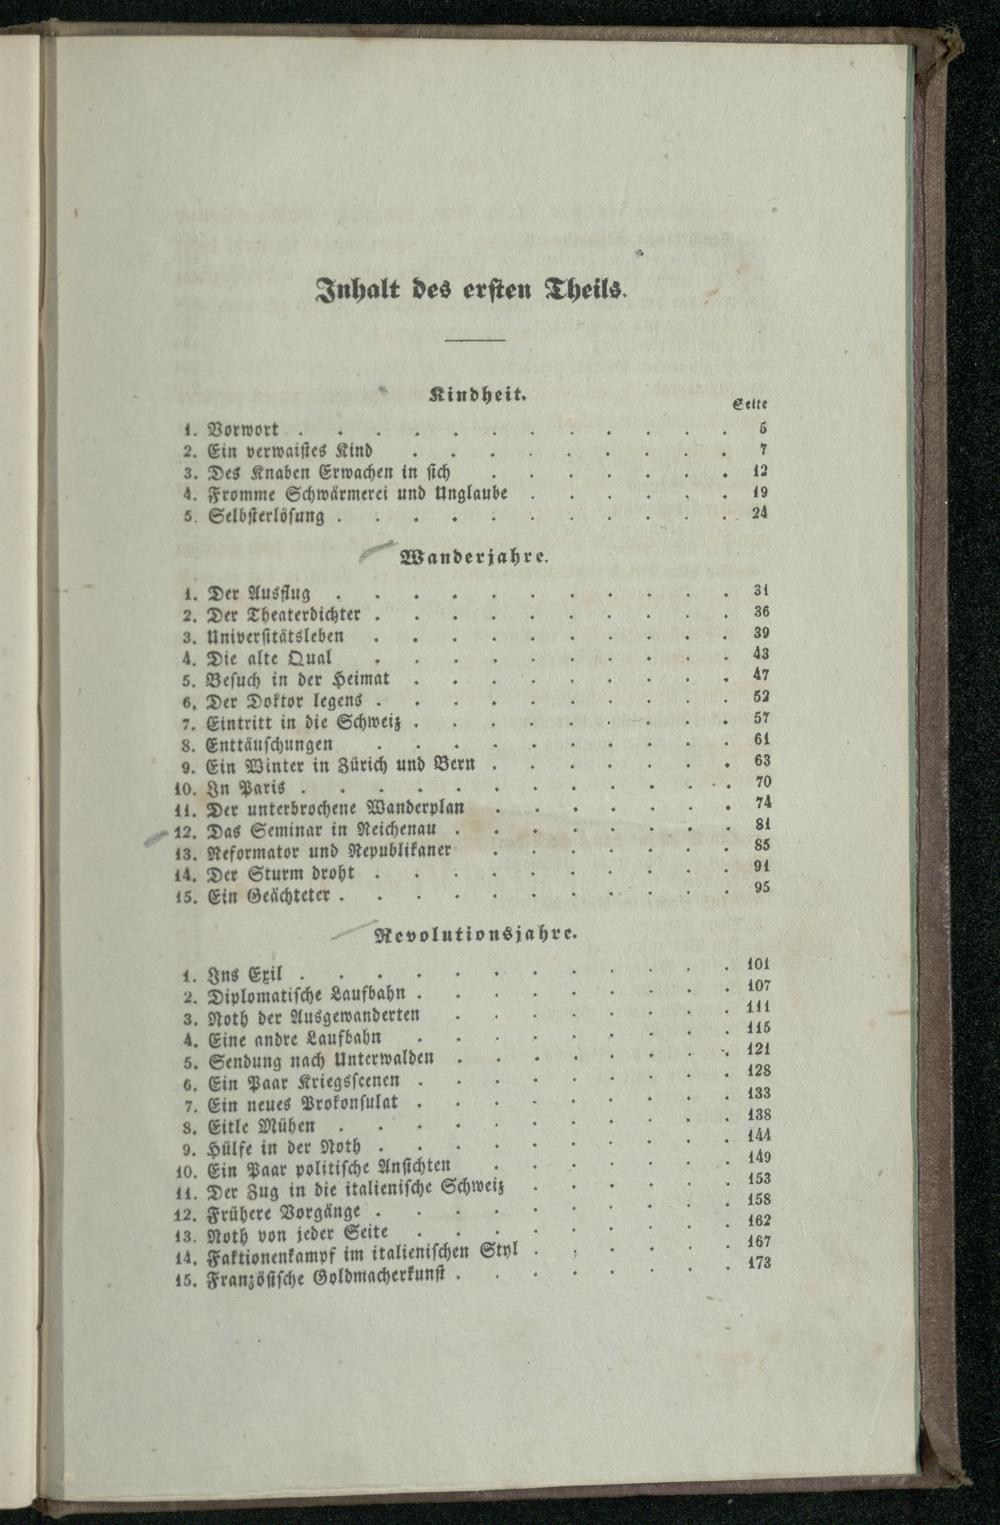 Inhalt des ersten Theils.
Kindheit.
Seite
1. Vorwort . . . . . . . . . . . . 5
2. Ein verwaistes Kind . . . . . . . . . 7
3. Des Knaben Erwachen in sich . . . . . . . 12
4. Fromme Schwärmerei und Unglaube . . . . . . 19
5. Selbsterlösung . . . . . . . . . . . 24
Wanderjahre.
1. Der Ausflug . . . . . . . . . . . 31
2. Der Theaterdichter . . . . . . . . . . 36
3. Universitätsleben . . . . . . . . . . 39
4. Die alte Qual . . . . . . . . . . 43
5. Besuch in der Heimat . . . . . . . . . 47
6. Der Doktor legens . . . . . . . . . . 52
7. Eintritt in die Schweiz . . . . . . . . . 57
8. Enttäuschungen . . . . . . . . . . 61
9. Ein Winter in Zürich und Bern . . . . . . . 63
10. In Paris . . . . . . . . . . . . 70
11. Der unterbrochene Wanderplan . . . . . . . 74
12. Das Seminar in Reichenau . . . . . . . . 81
13. Reformator und Republikaner . . . . . . . 85
14. Der Sturm droht . . . . . . . . . . 91
15. Ein Geächteter . . . . . . . . . . . 95
Revolutionsjahre.
1. Ins Exil . . . . . . . . . . . . 101
2. Diplomatische Laufbahn . . . . . . . . . 107
3. Noth der Ausgewanderten . . . . . . . . 111
4. Eine andre Laufbahn . . . . . . . . . 115
5. Sendung nach Unterwalden . . . . . . . . 121
6. Ein Paar Kriegsscenen . . . . . . . . . 128
7. Ein neues Prokonsulat . . . . . . . . . 133
8. Eitle Mühen . . . . . . . . . . . 138
9. Hülfe in der Noth . . . . . . . . . . 144
10. Ein Paar politische Ansichten . . . . . . . 149
11. Der Zug in die italienische Schweiz . . . . . . 153
12. Frühere Vorgänge . . . . . . . . . . 158
13. Noth von jeder Seite . . . . . . . . . 162
14. Faktionenkampf im italienischen Styl . . . . . . 167
15. Französische Goldmacherkunst . . . . . . . . 173